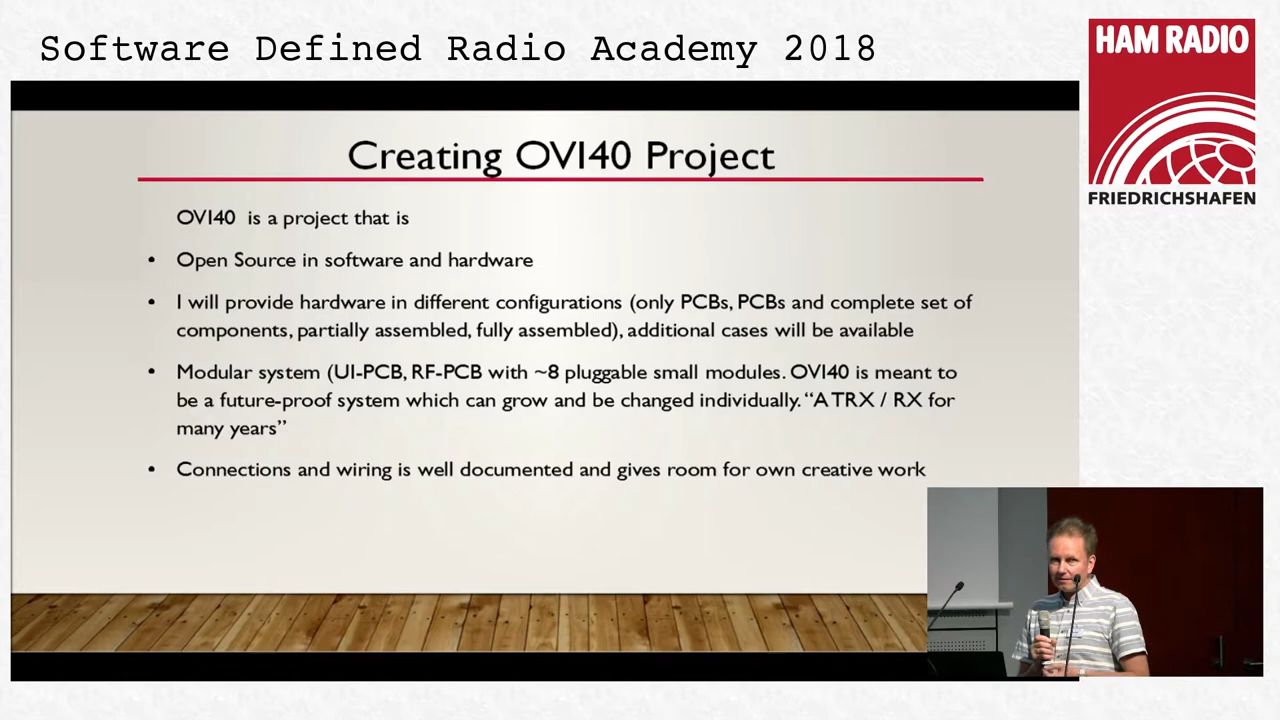 Software Defined Radio Academy 2018
HAM RADIO
FRIEDRICHSHAFEN
Creating OVI40 Project
OVI40 is a project that is
• Open Source in software and hardware
• I will provide hardware in different configurations (only PCBs, PCBs and complete set of
components, partially assembled, fully assembled), additional cases will be available
• Modular system (UI-PCB, RF-PCB with ~8 pluggable small modules. OVI40 is meant to
be a future-proof system which can grow and be changed individually. “A TRX / RX for
many years”
• Connections and wiring is well documented and gives room for own creative work